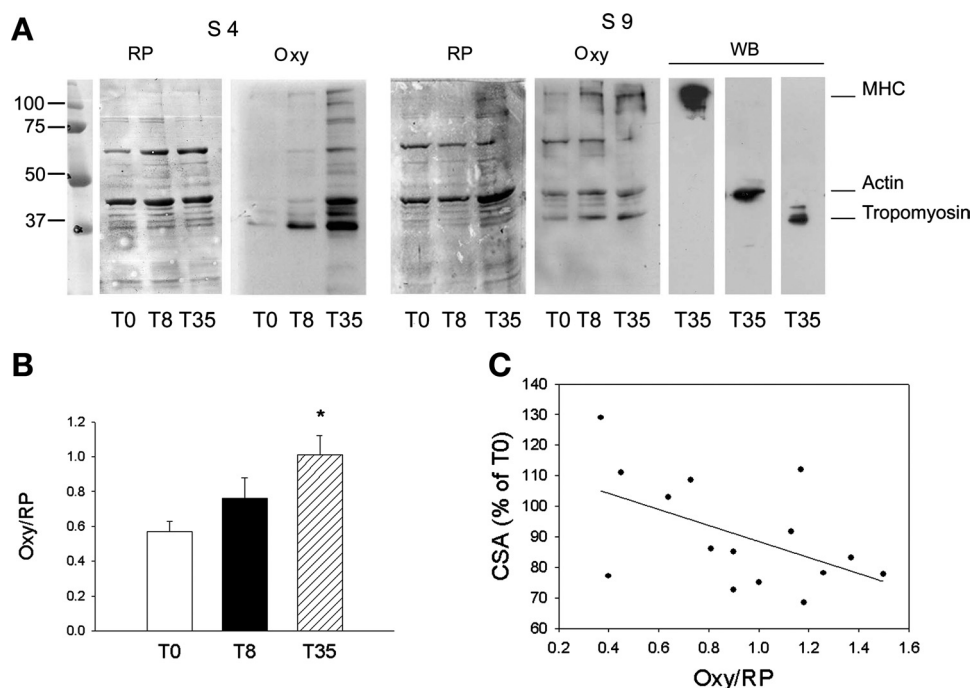 A
S 4
S 9
RP
Oxy
RP
Oxy
WB
100
75
50
37
MHC
Actin
Tropomyosin
T0 T8 T35
T0 T8 T35
T0 T8 T35
T0 T8 T35
T35
T35
T35
B
Oxy/RP
1.2
1.0
0.8
0.6
0.4
0.2
0.0
*
T0
T8
T35
C
CSA (% of T0)
140
130
120
110
100
90
80
70
60
0.2 0.4 0.6 0.8 1.0 1.2 1.4 1.6
Oxy/RP